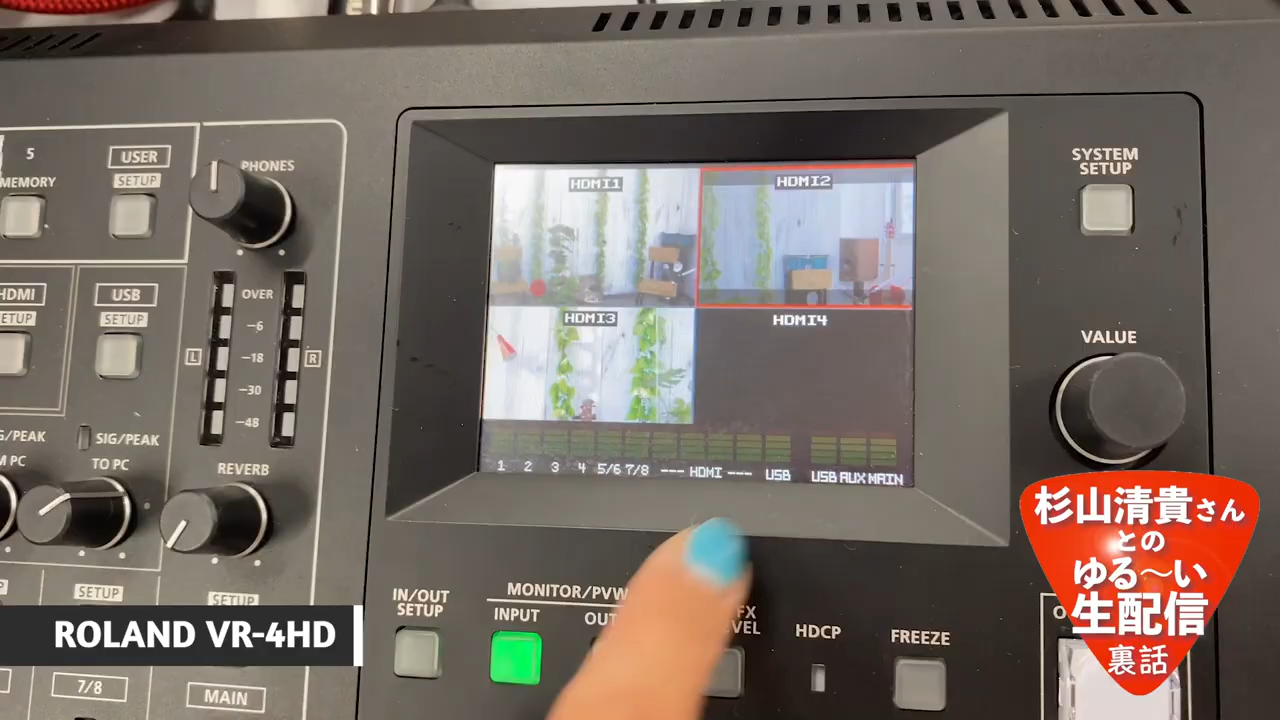 5
MEMORY
USER
SETUP
PHONES
HDMI
SETUP
USB
SETUP
OVER
-6
-18
-30
-48
L
R
G/PEAK
SIG/PEAK
M PC
TO PC
REVERB
SETUP
SETUP
7/8
MAIN
HDMI1
HDMI2
HDMI3
HDMI4
1 2 3 4 5/6 7/8 --- HDMI --- USB USB AUX MAIN
SYSTEM
SETUP
VALUE
IN/OUT
SETUP
MONITOR/PVW
INPUT
OUT
FX
HDCP
FREEZE
ROLAND VR-4HD
杉山清貴さん
との
ゆる〜い
生配信
裏話